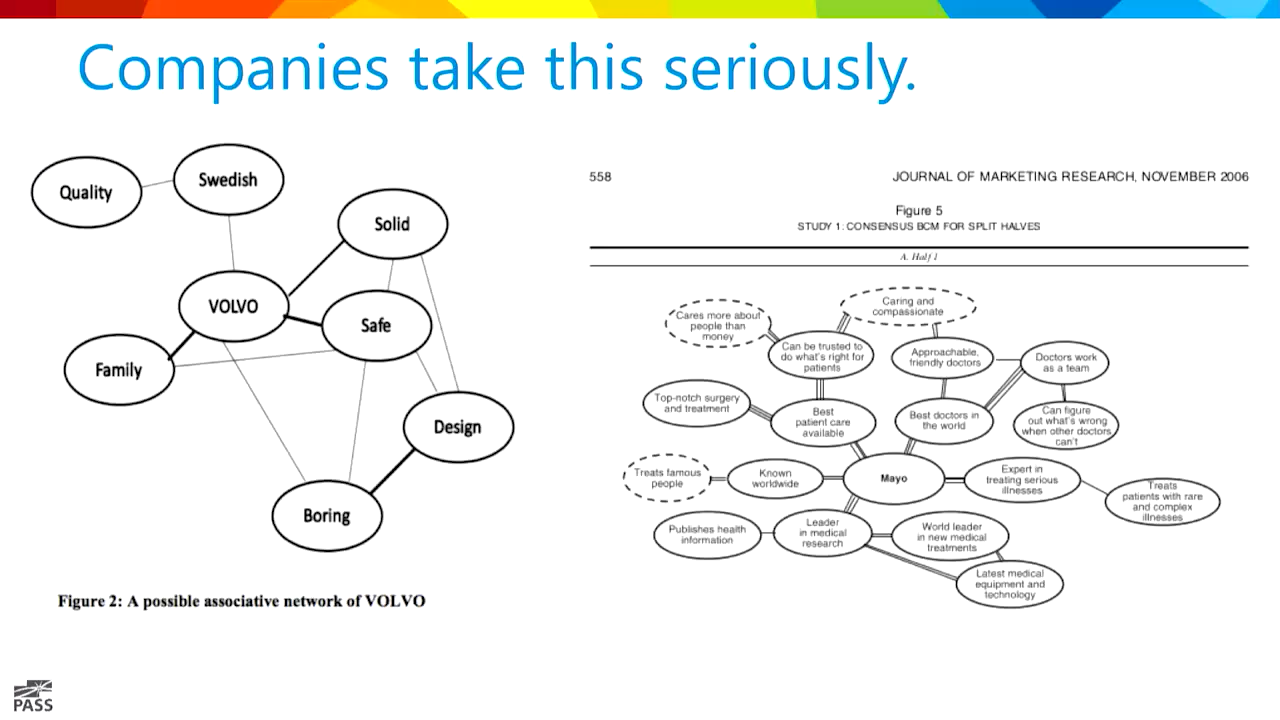 Companies take this seriously.
Quality
Swedish
Solid
VOLVO
Safe
Family
Design
Boring
Figure 2: A possible associative network of VOLVO
558
JOURNAL OF MARKETING RESEARCH, NOVEMBER 2006
Figure 5
STUDY 1: CONSENSUS BCM FOR SPLIT HALVES
A. Half 1
Caring and
compassionate
Cares more about
people than
money
Can be trusted to
do what's right for
patients
Approachable,
friendly doctors
Doctors work
as a team
Top-notch surgery
and treatment
Best
patient care
available
Best doctors in
the world
Can figure
out what's wrong
when other doctors
can't
Treats famous
people
Known
worldwide
Mayo
Expert in
treating serious
illnesses
Treats
patients with rare
and complex
illnesses
Publishes health
information
Leader
in medical
research
World leader
in new medical
treatments
Latest medical
equipment and
technology
PASS